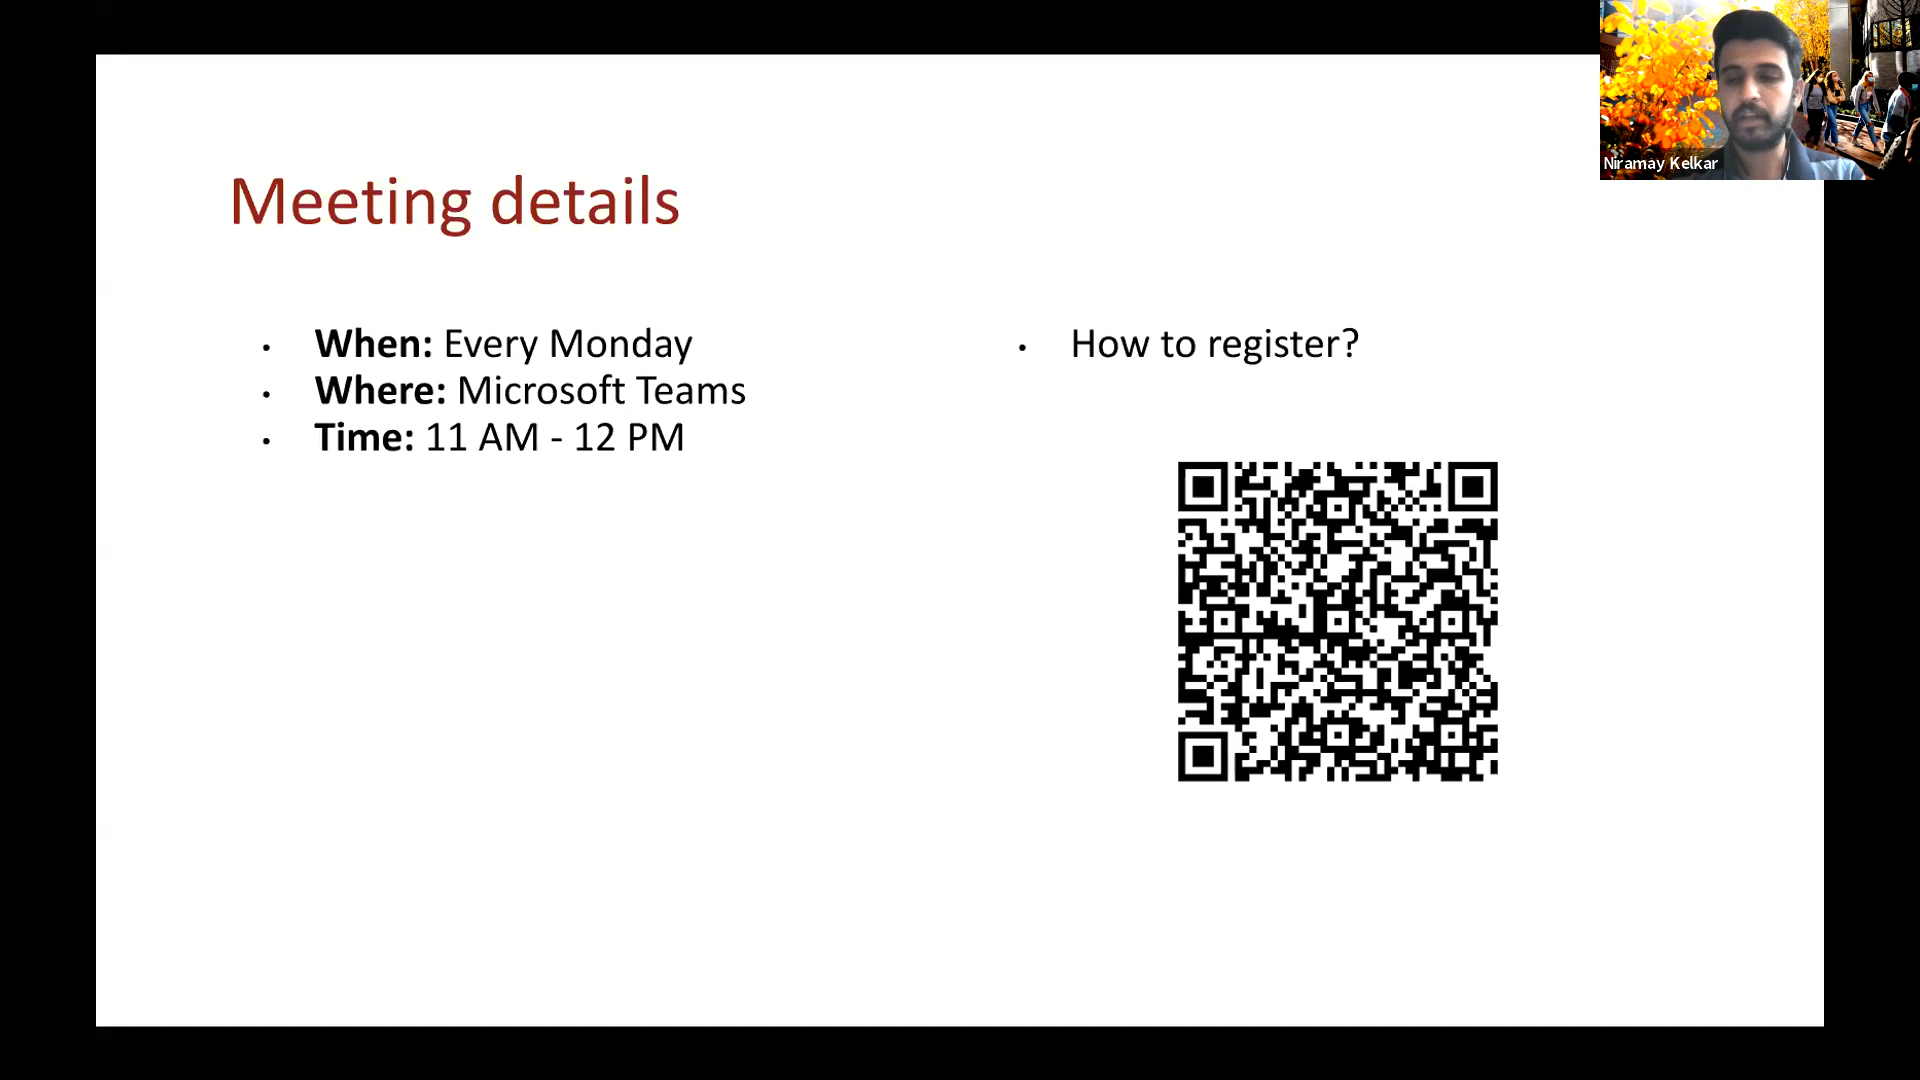 Niramay Kelkar
Meeting details
When: Every Monday
Where: Microsoft Teams
Time: 11 AM - 12 PM
How to register?